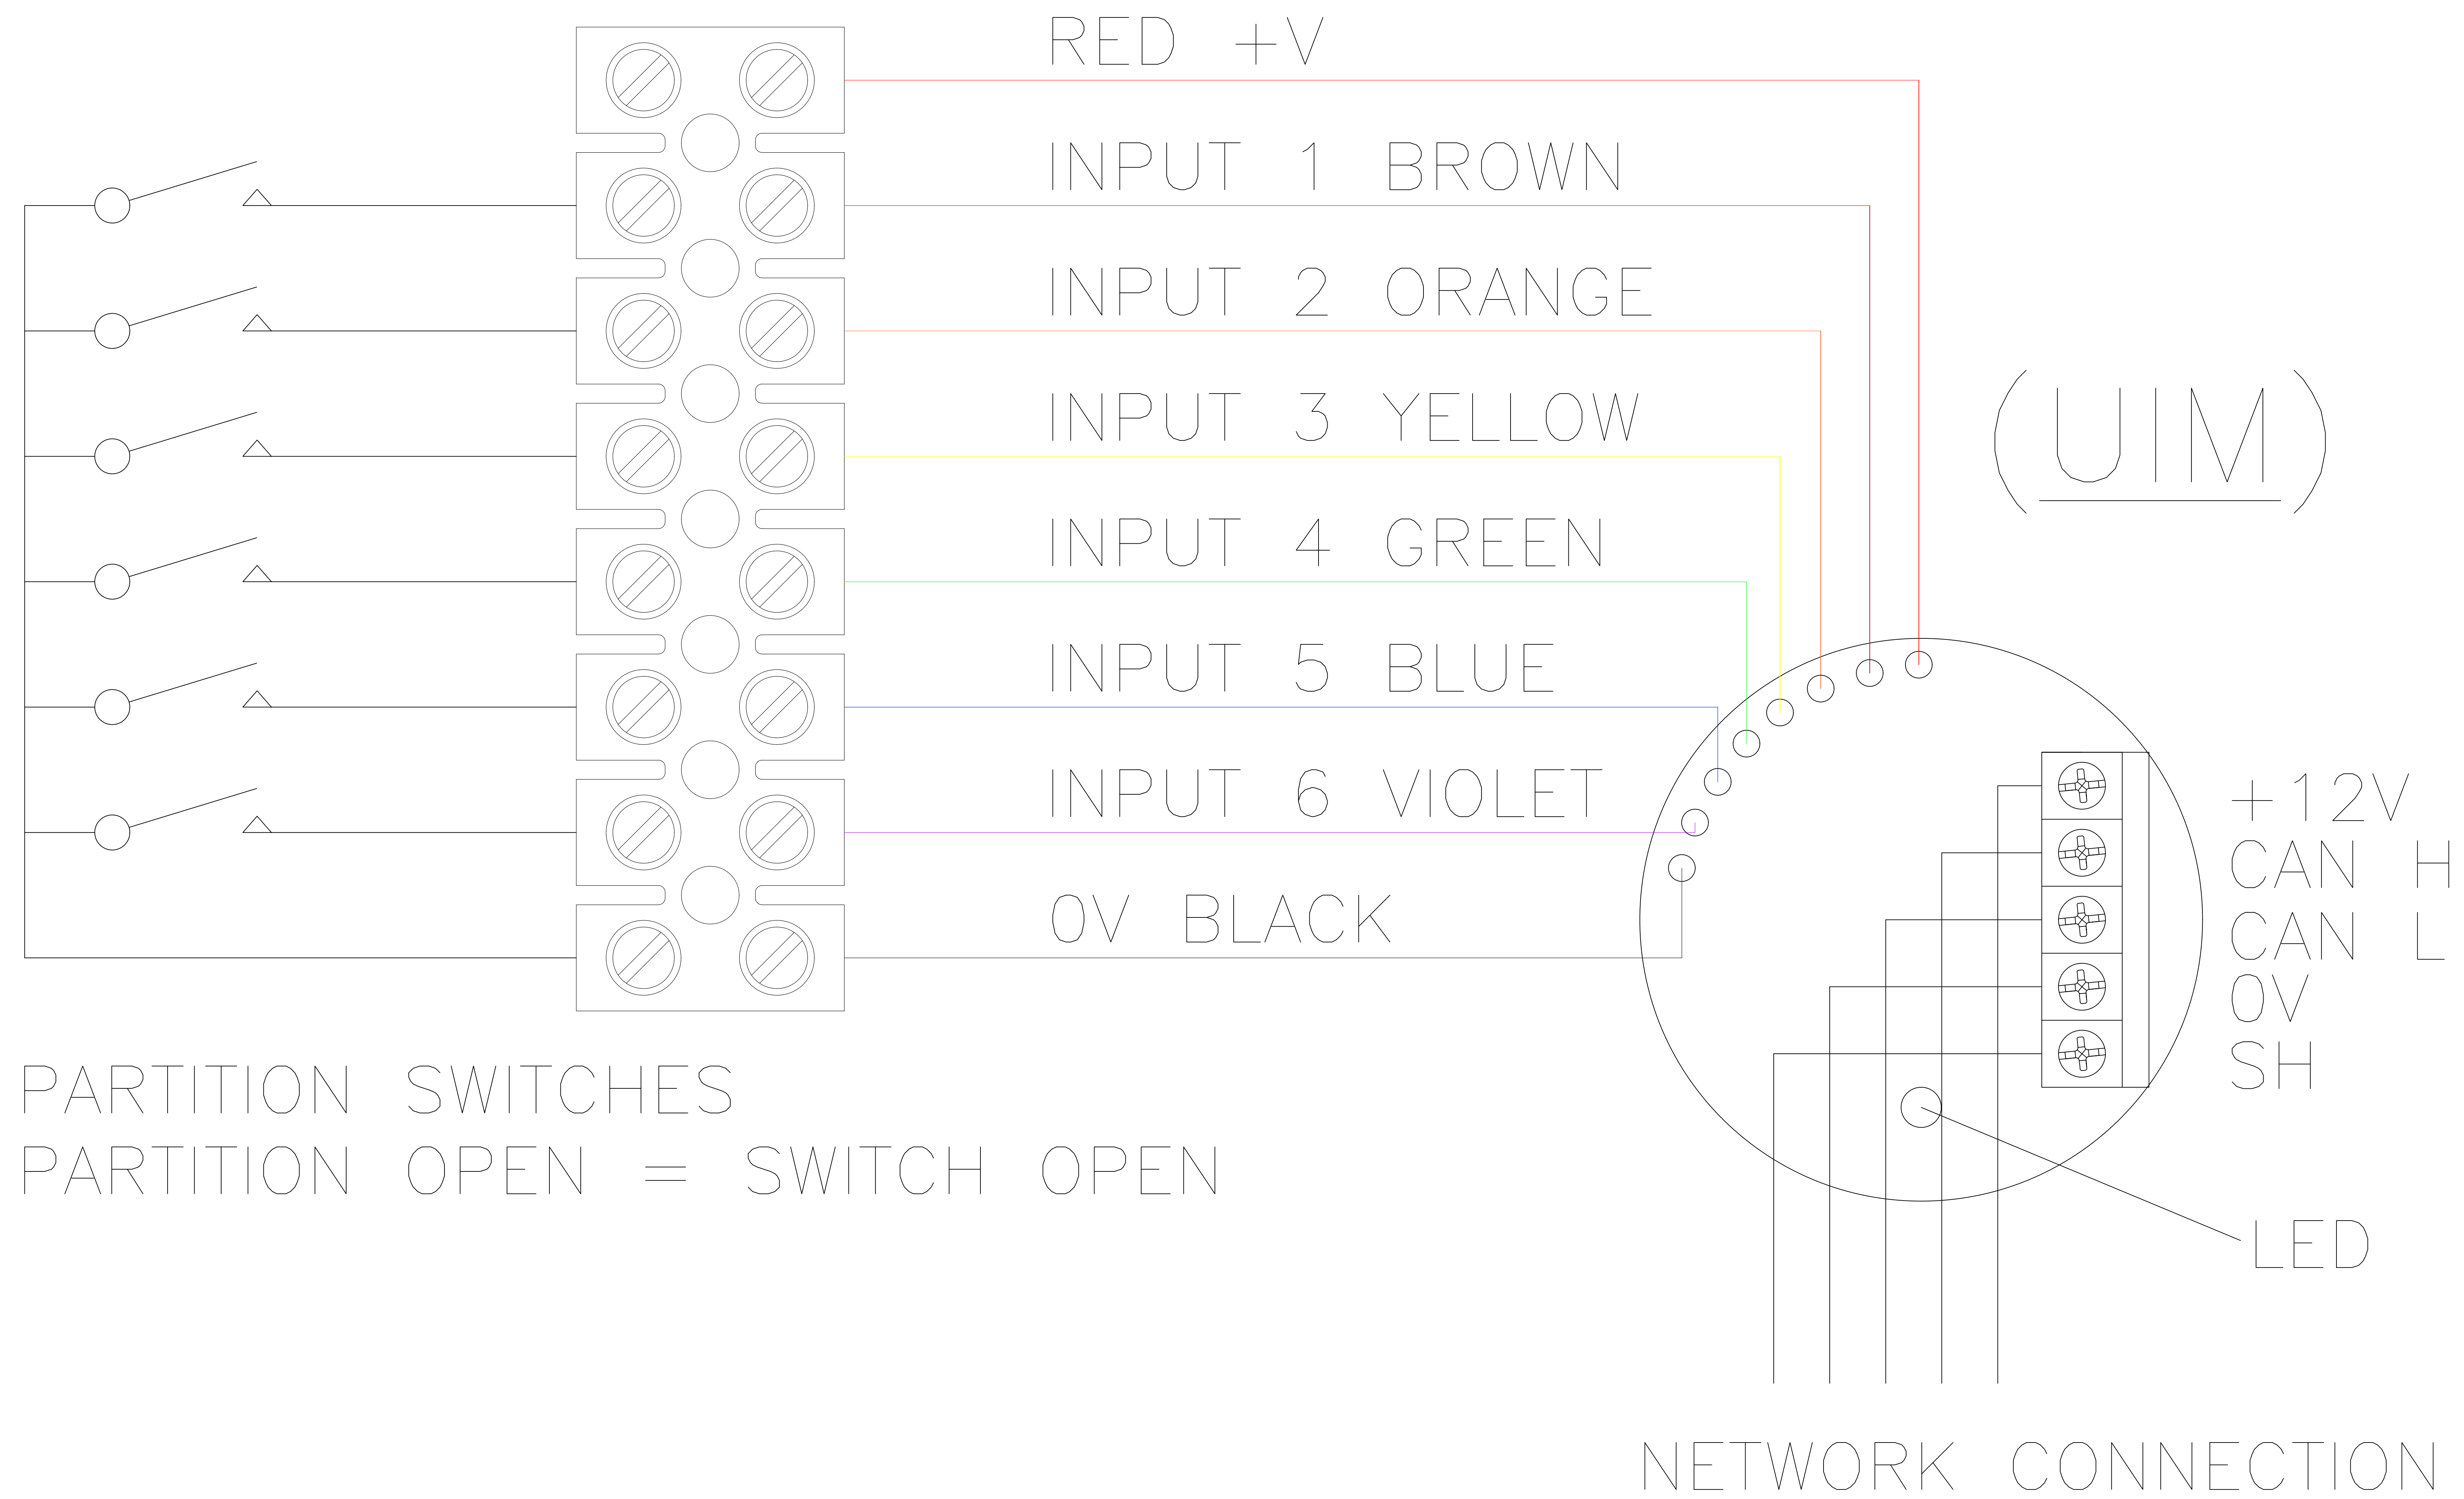 RED +V
INPUT 1 BROWN
INPUT 2 ORANGE
INPUT 3 YELLOW
INPUT 4 GREEN
INPUT 5 BLUE
INPUT 6 VIOLET
0V BLACK
(UIM)
+12V
CAN H
CAN L
0V
SH
LED
PARTITION SWITCHES
PARTITION OPEN = SWITCH OPEN
NETWORK CONNECTION